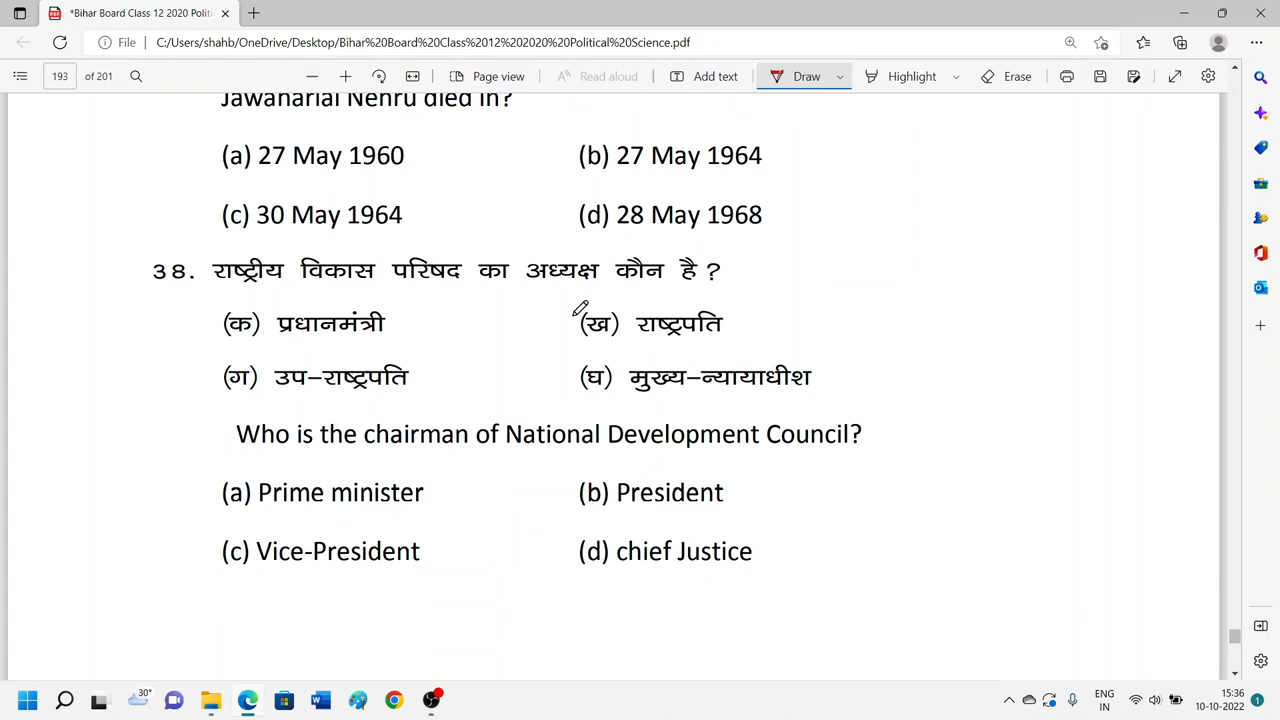 *Bihar Board Class 12 2020 Politi
File C:/Users/shahb/OneDrive/Desktop/Bihar%20Board%20Class%2012%202020%20Political%20Science.pdf
193 of 201 Page view Read aloud Add text Draw Highlight Erase
Jawaharlal Nehru died in?
(a) 27 May 1960 (b) 27 May 1964
(c) 30 May 1964 (d) 28 May 1968
38. राष्ट्रीय विकास परिषद का अध्यक्ष कौन है ?
(क) प्रधानमंत्री (ख) राष्ट्रपति
(ग) उप–राष्ट्रपति (घ) मुख्य–न्यायाधीश
Who is the chairman of National Development Council?
(a) Prime minister (b) President
(c) Vice-President (d) chief Justice
30° ENG 15:36
IN 10-10-2022 1